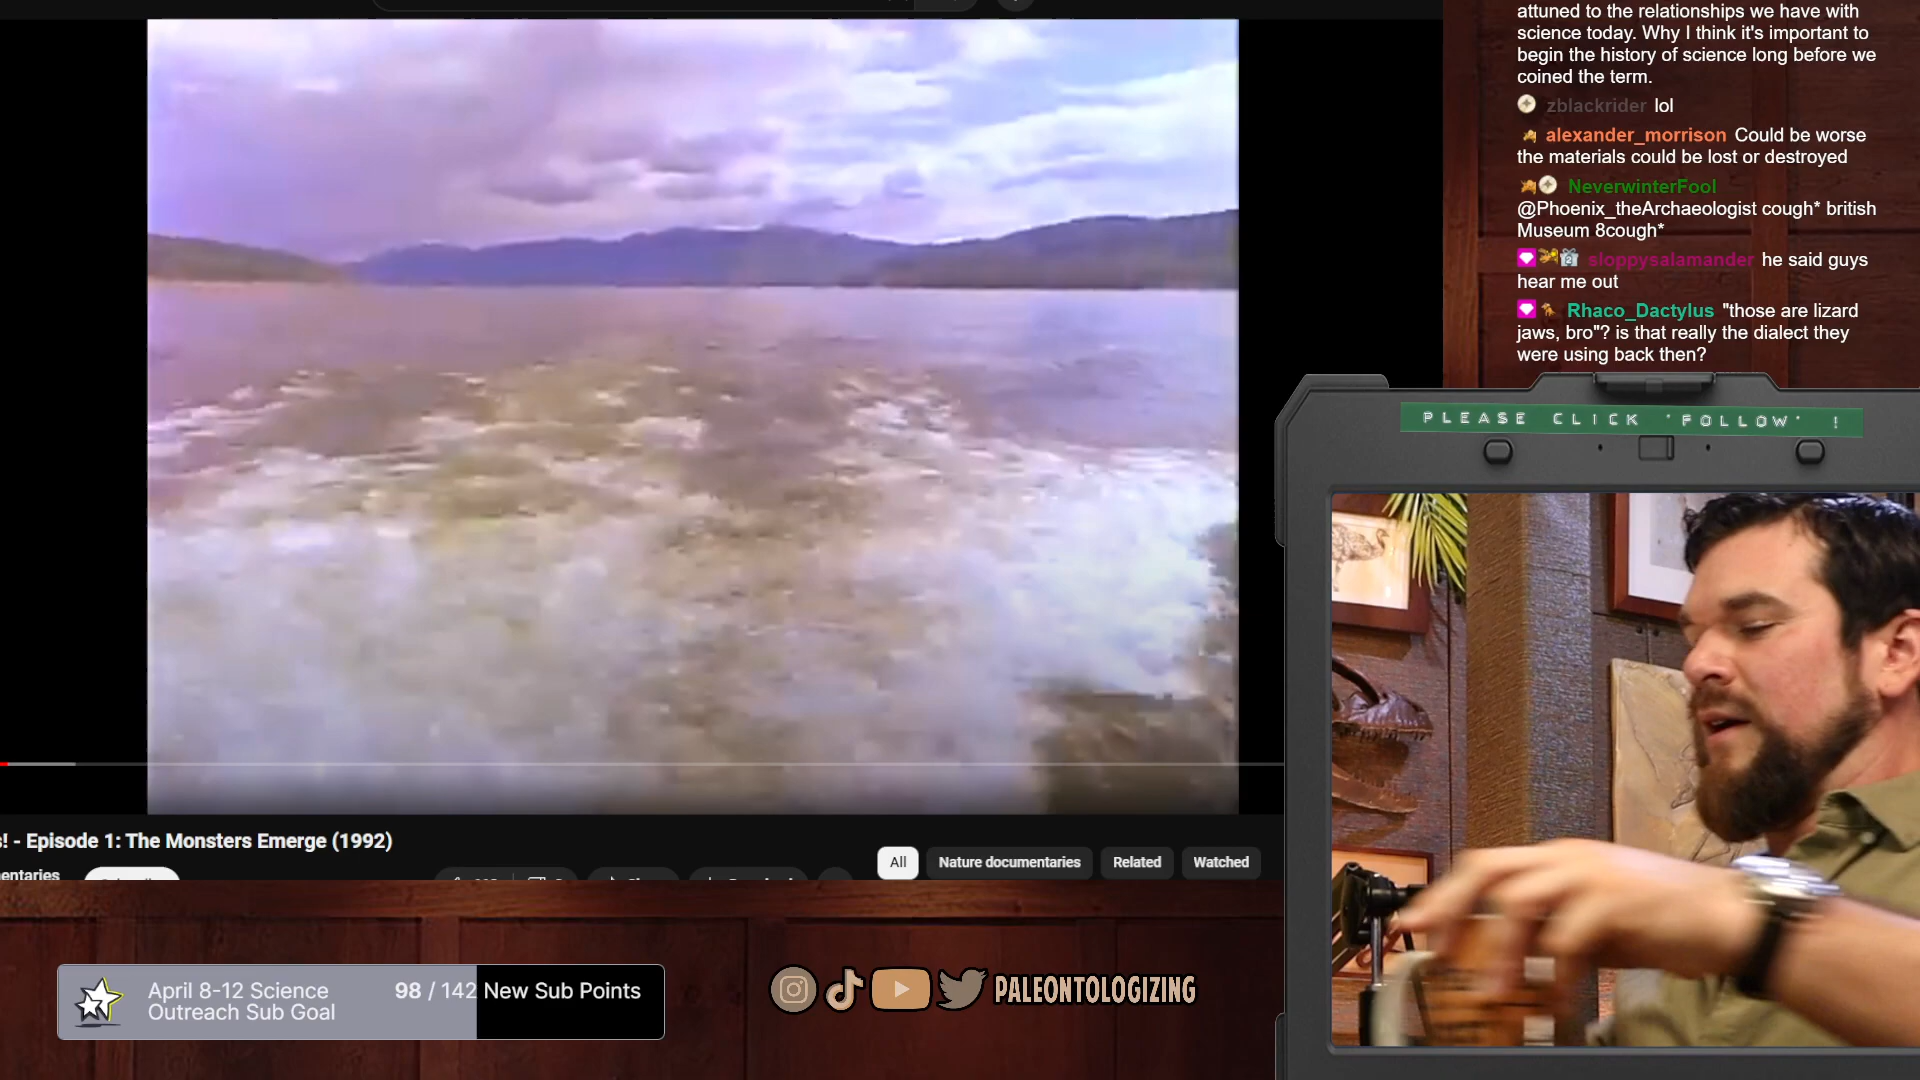 attuned to the relationships we have with
science today. Why I think it's important to
begin the history of science long before we
coined the term.
zblackrider lol
alexander_morrison Could be worse
the materials could be lost or destroyed
NeverwinterFool
@Phoenix_theArchaeologist cough* british
Museum 8cough*
sloppysalamander he said guys
hear me out
Rhaco_Dactylus "those are lizard
jaws, bro"? is that really the dialect they
were using back then?
PLEASE CLICK "FOLLOW" !
s! - Episode 1: The Monsters Emerge (1992)
entaries
All
Nature documentaries
Related
Watched
April 8-12 Science
Outreach Sub Goal
98 / 142 New Sub Points
PALEONTOLOGIZING